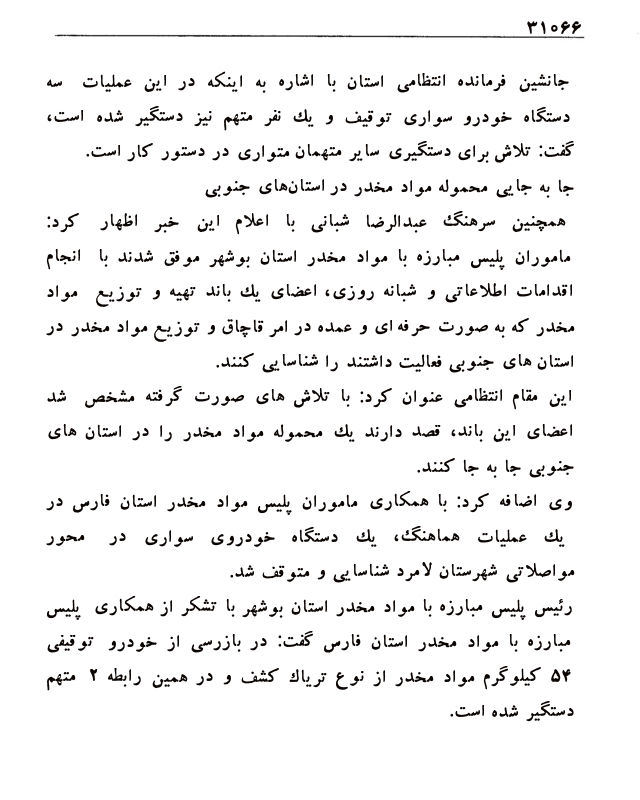 ۳۱۰۶۶
جانشین فرمانده انتظامی استان با اشاره به اینکه در این عملیات سه
دستگاه خودرو سواری توقیف و یك نفر متهم نیز دستگیر شده است،
گفت: تلاش برای دستگیری سایر متهمان متواری در دستور کار است.
جا به جایی محموله مواد مخدر در استان‌های جنوبی
همچنین سرهنگ عبدالرضا شبانی با اعلام این خبر اظهار کرد:
ماموران پلیس مبارزه با مواد مخدر استان بوشهر موفق شدند با انجام
اقدامات اطلاعاتی و شبانه روزی، اعضای یك باند تهیه و توزیع مواد
مخدر که به صورت حرفه ای و عمده در امر قاچاق و توزیع مواد مخدر در
استان های جنوبی فعالیت داشتند را شناسایی کنند.
این مقام انتظامی عنوان کرد: با تلاش های صورت گرفته مشخص شد
اعضای این باند، قصد دارند یك محموله مواد مخدر را در استان های
جنوبی جا به جا کنند.
وی اضافه کرد: با همکاری ماموران پلیس مواد مخدر استان فارس در
یك عملیات هماهنگ، یك دستگاه خودروی سواری در محور
مواصلاتی شهرستان لامرد شناسایی و متوقف شد.
رئیس پلیس مبارزه با مواد مخدر استان بوشهر با تشکر از همکاری پلیس
مبارزه با مواد مخدر استان فارس گفت: در بازرسی از خودرو توقیفی
۵۴ کیلوگرم مواد مخدر از نوع تریاك کشف و در همین رابطه ۲ متهم
دستگیر شده است.